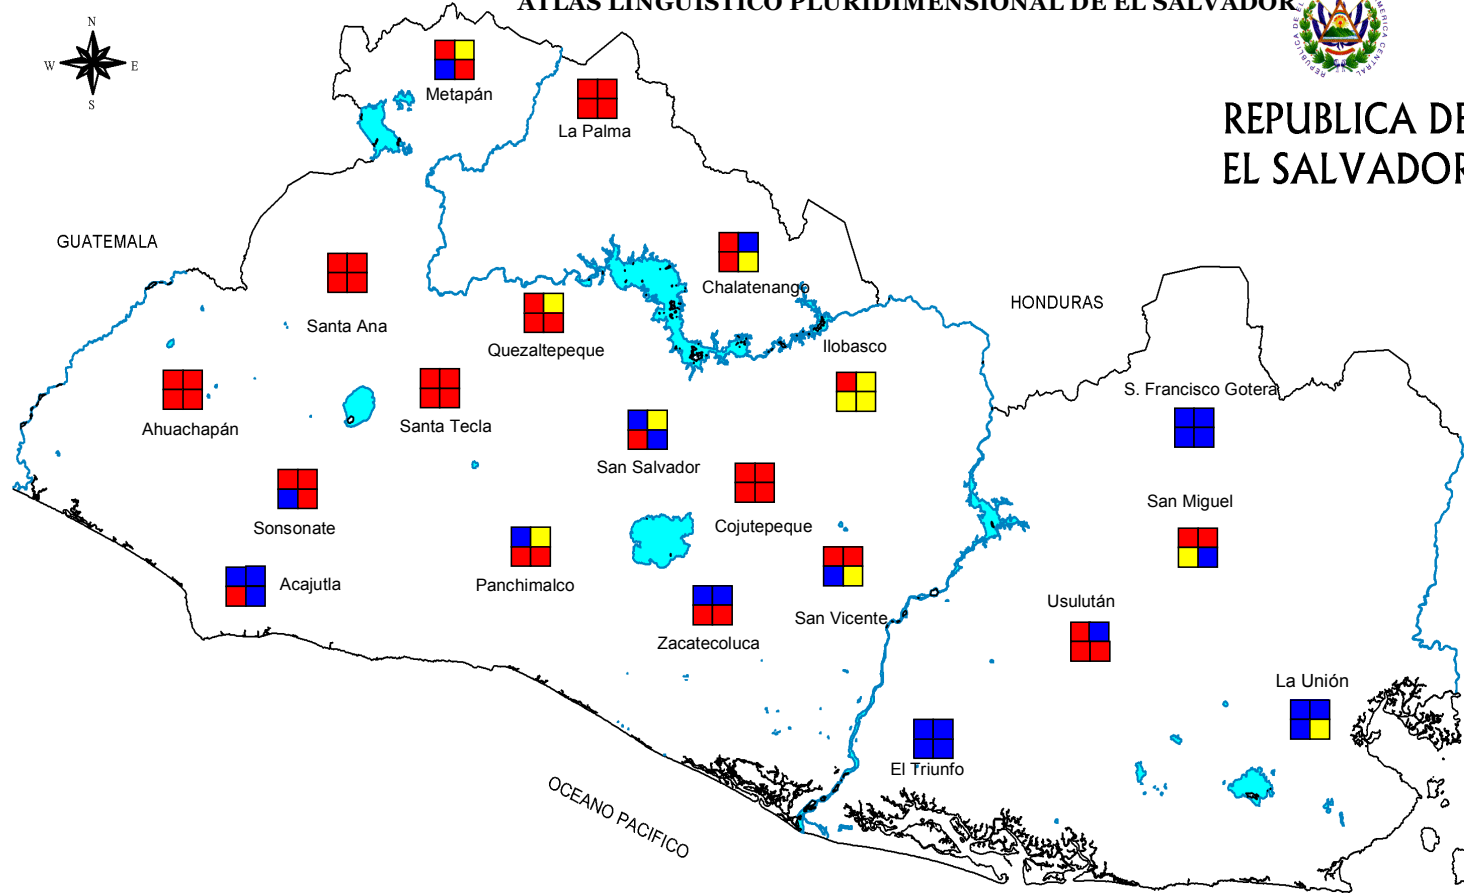 ATLAS LINGÜÍSTICO PLURIDIMENSIONAL DE EL SALVADOR
N
W
E
S
REPUBLICA DE
EL SALVADOR
Metapán
La Palma
GUATEMALA
Chalatenango
HONDURAS
Santa Ana
Quezaltepeque
Ilobasco
S. Francisco Gotera
Ahuachapán
Santa Tecla
San Salvador
San Miguel
Sonsonate
Cojutepeque
Acajutla
Panchimalco
San Vicente
Usulután
Zacatecoluca
La Unión
El Triunfo
OCEANO PACIFICO